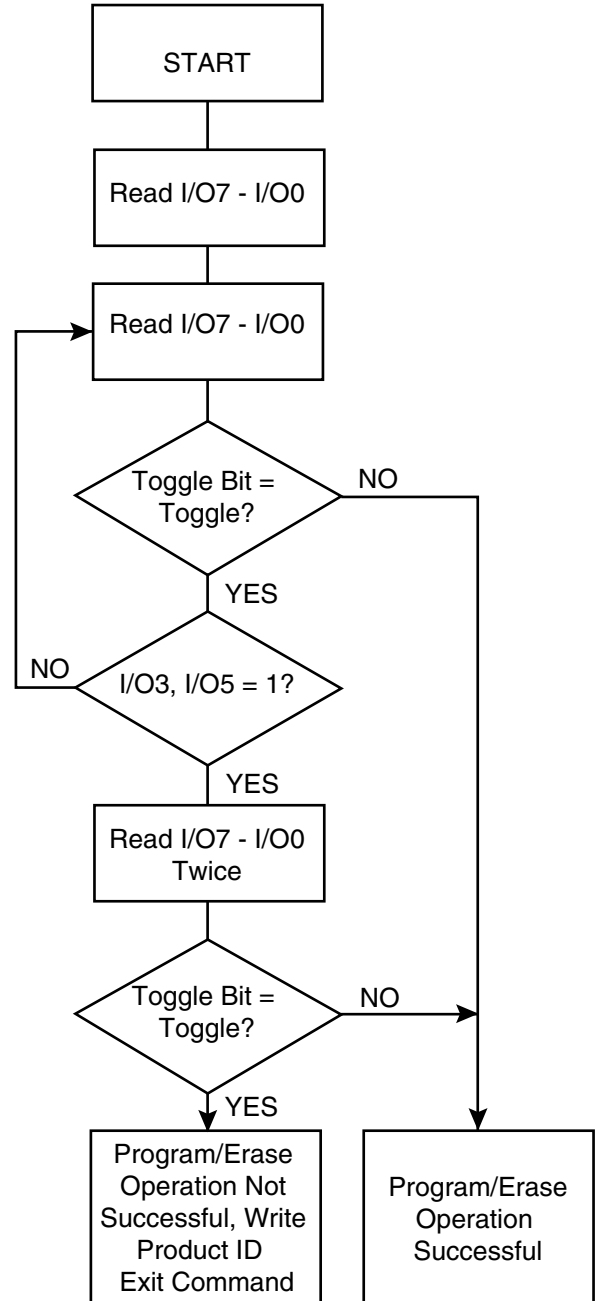 START
Read I/O7 - I/O0
Read I/O7 - I/O0
Toggle Bit =
Toggle?
NO
YES
NO
I/O3, I/O5 = 1?
YES
Read I/O7 - I/O0
Twice
Toggle Bit =
Toggle?
NO
YES
Program/Erase
Operation Not
Successful, Write
Product ID
Exit Command
Program/Erase
Operation
Successful